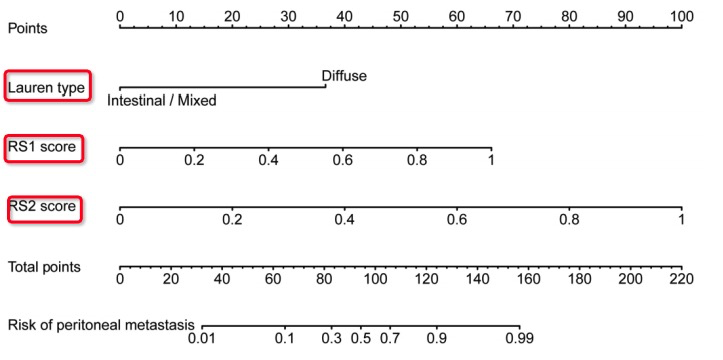 Points 0 10 20 30 40 50 60 70 80 90 100
Diffuse
Lauren type
Intestinal / Mixed
RS1 score
0 0.2 0.4 0.6 0.8 1
RS2 score
0 0.2 0.4 0.6 0.8 1
Total points
0 20 40 60 80 100 120 140 160 180 200 220
Risk of peritoneal metastasis
0.01 0.1 0.3 0.5 0.7 0.9 0.99